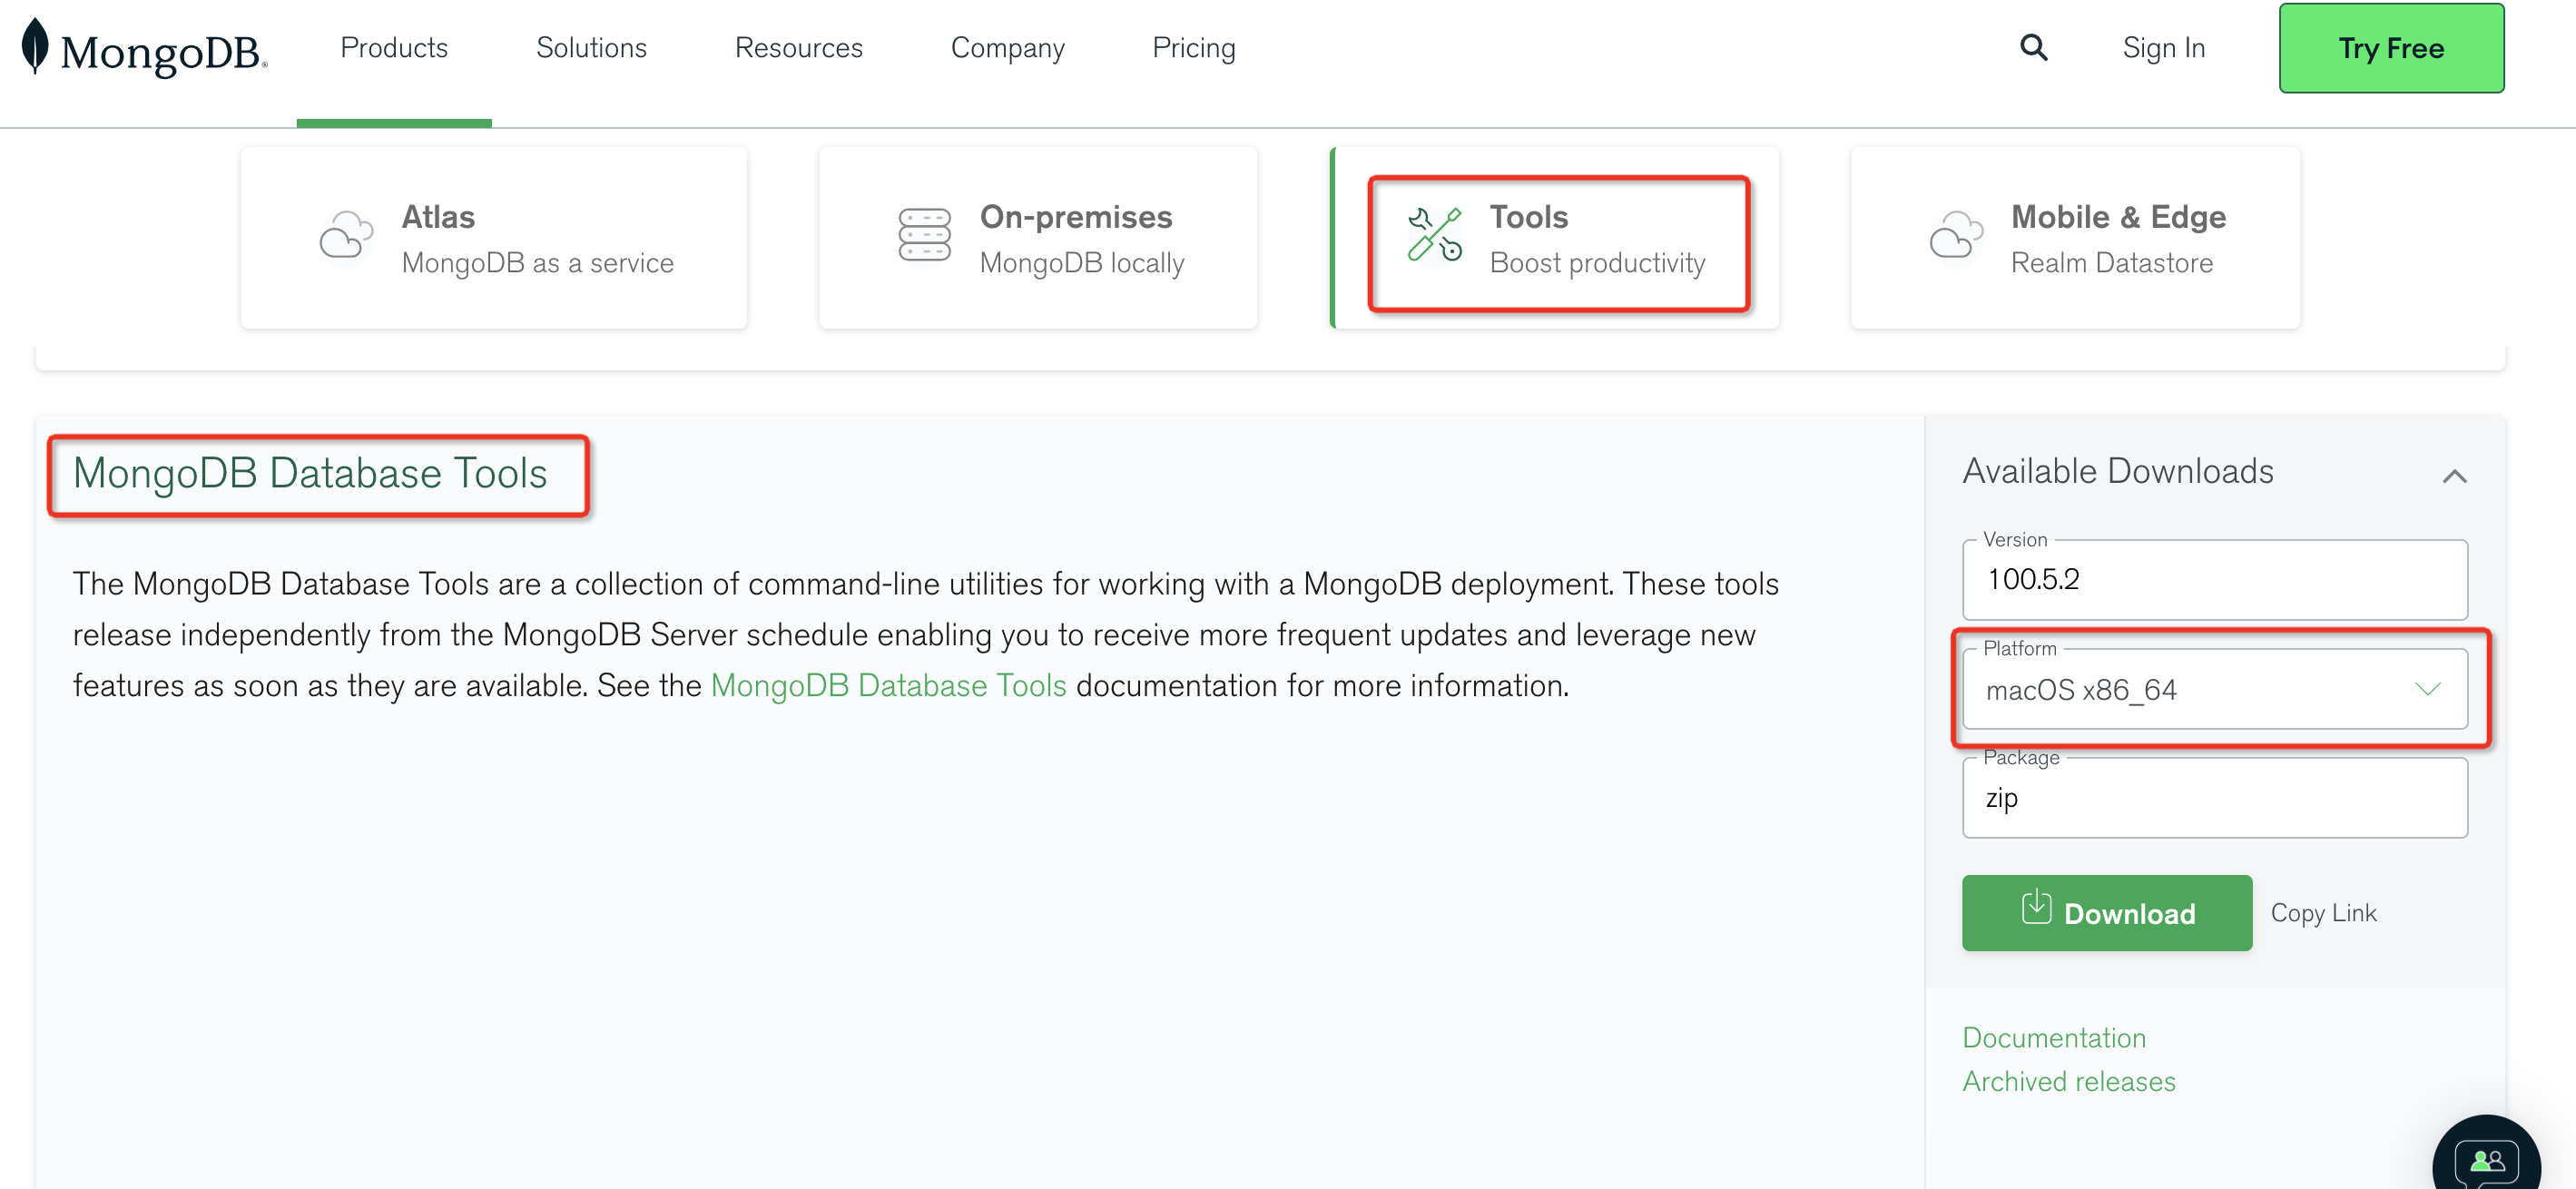 MongoDB®
Products
Solutions
Resources
Company
Pricing
Sign In
Try Free
Atlas
MongoDB as a service
On-premises
MongoDB locally
Tools
Boost productivity
Mobile & Edge
Realm Datastore
MongoDB Database Tools
The MongoDB Database Tools are a collection of command-line utilities for working with a MongoDB deployment. These tools
release independently from the MongoDB Server schedule enabling you to receive more frequent updates and leverage new
features as soon as they are available. See the MongoDB Database Tools documentation for more information.
Available Downloads
Version
100.5.2
Platform
macOS x86_64
Package
zip
Download
Copy Link
Documentation
Archived releases